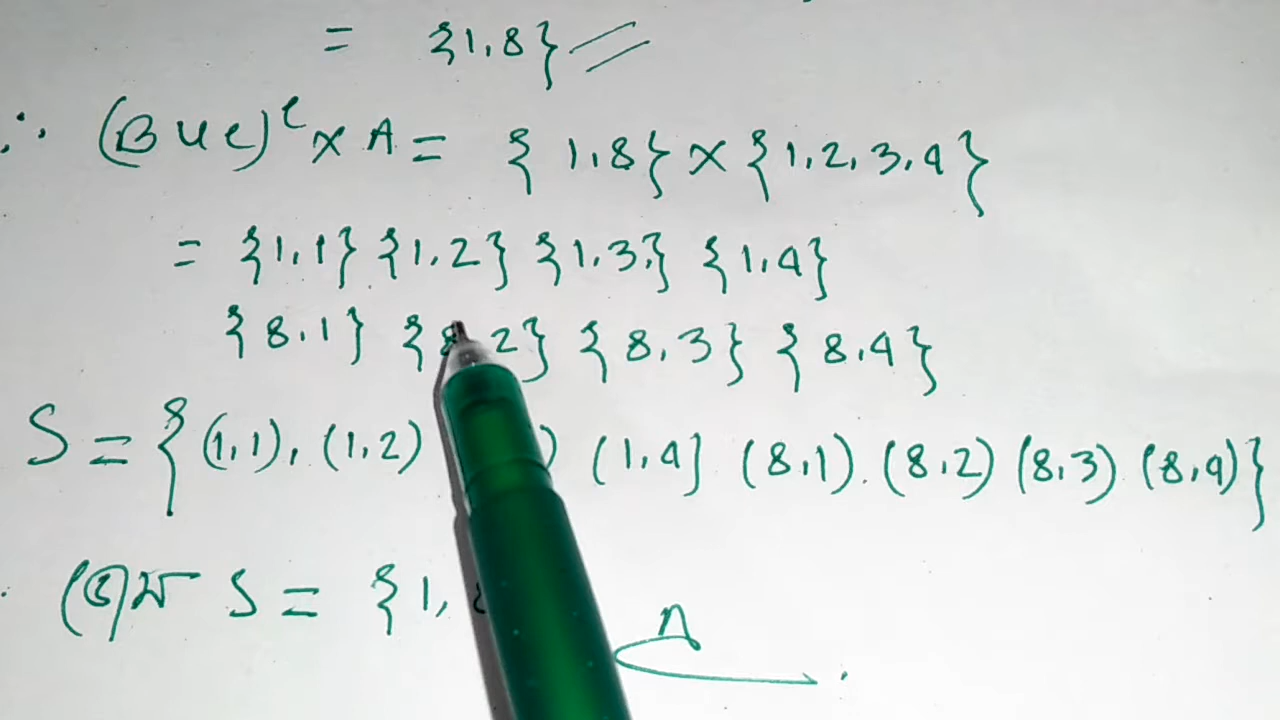 = {1,8}
∴ (B ∪ C)ᶜ × A = {1,8} × {1,2,3,4}
= {1,1} {1,2} {1,3} {1,4}
{8,1} {8,2} {8,3} {8,4}
S = {(1,1), (1,2) ) (1,4] (8,1). (8,2) (8,3) (8,4)}
S = {1,